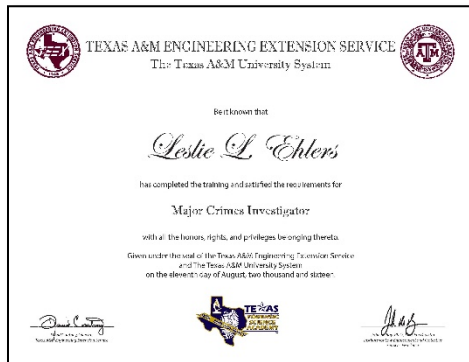 TEXAS A&M ENGINEERING EXTENSION SERVICE
The Texas A&M University System
Be it known that
Leslie L. Ehlers
has completed the training and satisfied the requirements for
Major Crimes Investigator
with all the honors, rights, and privileges belonging thereto.
Given under the seal of the Texas A&M Engineering Extension Service
and The Texas A&M University System
on the eleventh day of August, two thousand and sixteen.
TEXAS
FORENSIC
SCIENCE
ACADEMY